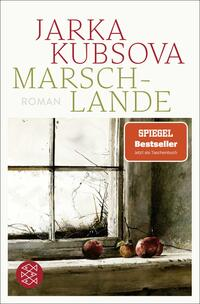 JARKA
KUBSOVA
MARSCH-
ROMAN LANDE
SPIEGEL
Bestseller
Jetzt als Taschenbuch